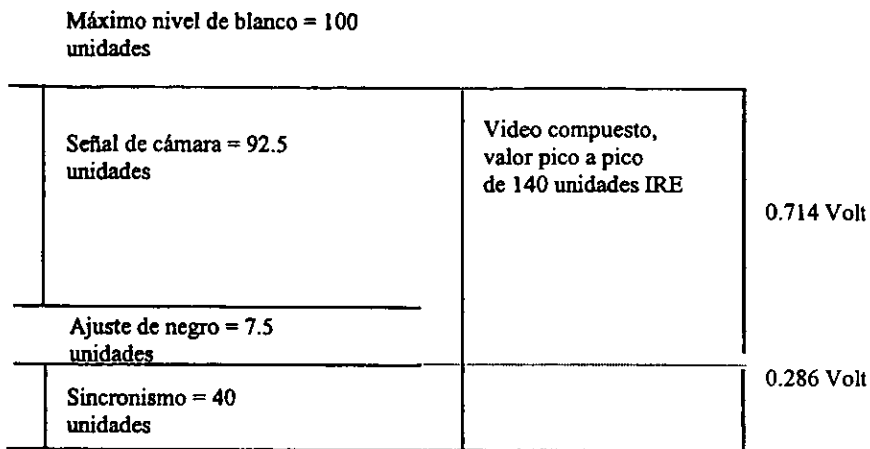 Máximo nivel de blanco = 100
unidades
Señal de cámara = 92.5
unidades
Video compuesto,
valor pico a pico
de 140 unidades IRE
0.714 Volt
Ajuste de negro = 7.5
unidades
0.286 Volt
Sincronismo = 40
unidades